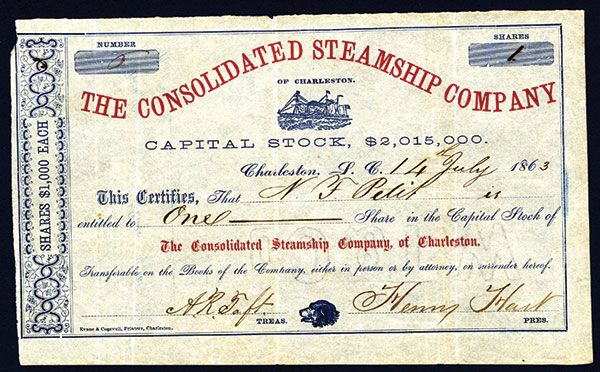 NUMBER
5
SHARES
1
THE CONSOLIDATED STEAMSHIP COMPANY
OF CHARLESTON.
CAPITAL STOCK, $2,015,000.
Charleston, S. C. 14th July 1863
This Certifies, That N F Petit is
entitled to One Share in the Capital Stock of
The Consolidated Steamship Company, of Charleston.
Transferable on the Books of the Company, either in person or by attorney, on surrender hereof.
A.R. Taft TREAS.
Henry Hart PRES.
Evans & Cogswell, Printers, Charleston.
SHARES $1,000 EACH